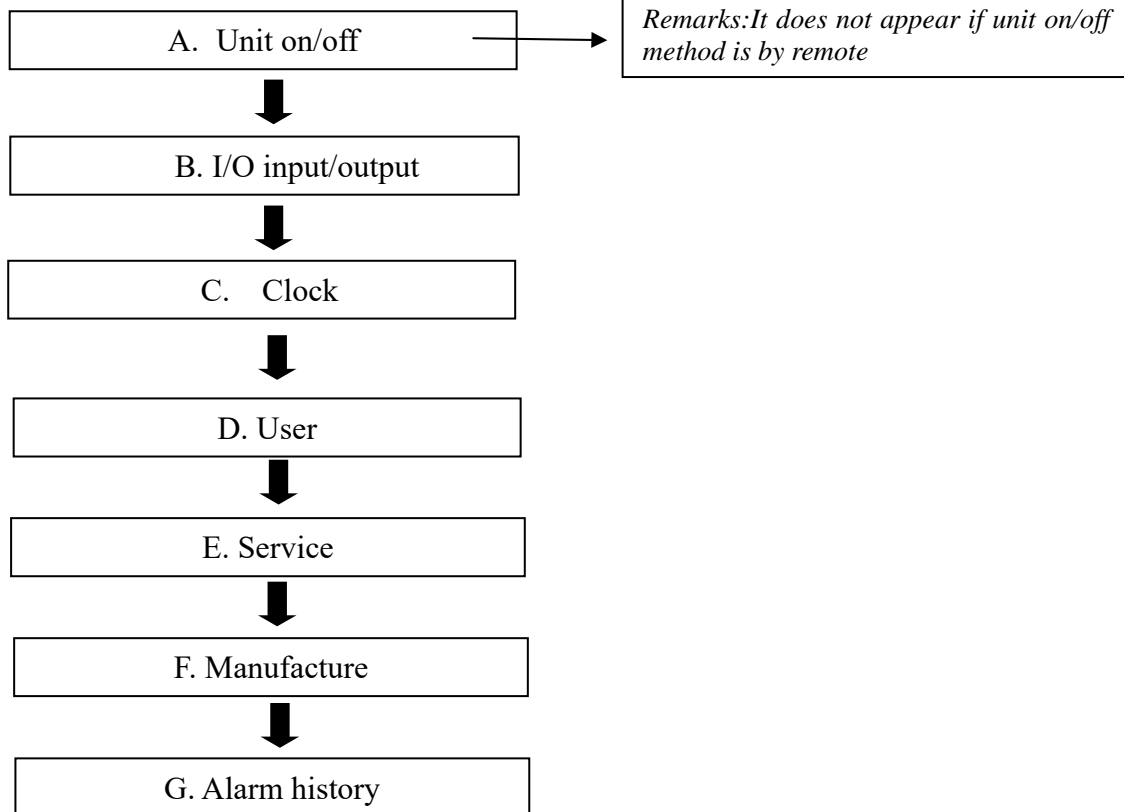 A. Unit on/off
Remarks:It does not appear if unit on/off
method is by remote
B. I/O input/output
C. Clock
D. User
E. Service
F. Manufacture
G. Alarm history